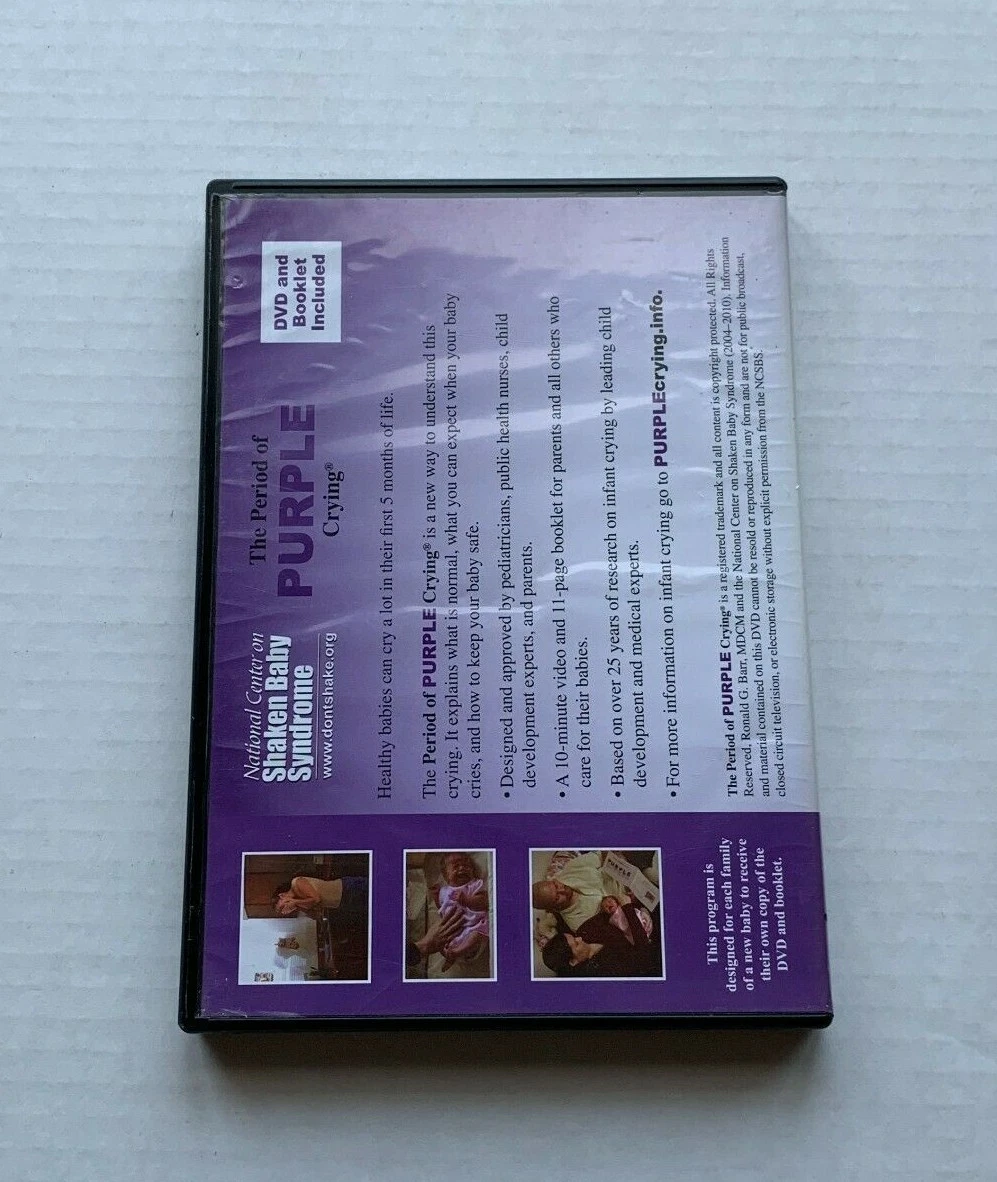 National Center on
Shaken Baby
Syndrome
www.dontshake.org
The Period of
PURPLE
Crying®
DVD and
Booklet
Included
Healthy babies can cry a lot in their first 5 months of life.
The Period of PURPLE Crying® is a new way to understand this
crying. It explains what is normal, what you can expect when your baby
cries, and how to keep your baby safe.
• Designed and approved by pediatricians, public health nurses, child
development experts, and parents.
• A 10-minute video and 11-page booklet for parents and all others who
care for their babies.
• Based on over 25 years of research on infant crying by leading child
development and medical experts.
• For more information on infant crying go to PURPLEcrying.info.
The Period of PURPLE Crying® is a registered trademark and all content is copyright protected. All Rights
Reserved, Ronald G. Barr, MDCM and the National Center on Shaken Baby Syndrome (2004–2010). Information
and material contained on this DVD cannot be resold or reproduced in any form and are not for public broadcast,
closed circuit television, or electronic storage without explicit permission from the NCSBS.
This program is
designed for each family
of a new baby to receive
their own copy of the
DVD and booklet.
PURPLE